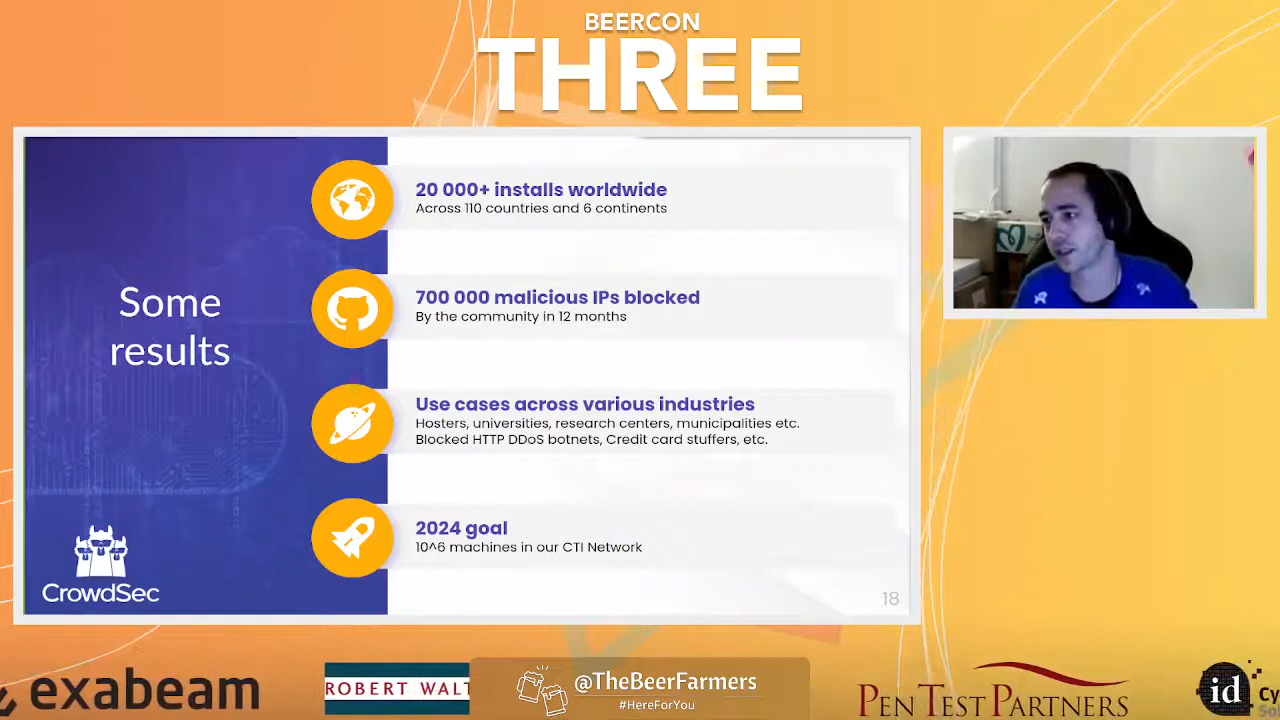 BEERCON
THREE
Some
results
20 000+ installs worldwide
Across 110 countries and 6 continents
700 000 malicious IPs blocked
By the community in 12 months
Use cases across various industries
Hosters, universities, research centers, municipalities etc.
Blocked HTTP DDoS botnets, Credit card stuffers, etc.
2024 goal
10^6 machines in our CTI Network
CrowdSec
18
exabeam
ROBERT WALT
@TheBeerFarmers
#HereForYou
PEN TEST PARTNERS
id
Cy